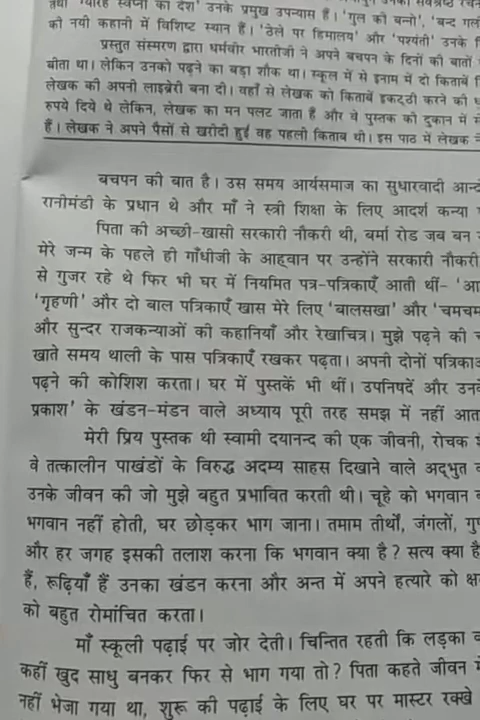 तथा 'ग्यारह स्वप्नों का देश' उनके प्रमुख उपन्यास हैं। 'गुल की बन्नो', 'बन्द गली
की नयी कहानी में विशिष्ट स्थान हैं। 'ठेले पर हिमालय' और 'पश्यंती' उनके
प्रस्तुत संस्मरण द्वारा धर्मवीर भारतीजी ने अपने बचपन के दिनों की बातों
बीता था। लेकिन उनको पढ़ने का बड़ा शौक था। स्कूल में से इनाम में दो किताबें
लेखक की अपनी लाइब्रेरी बना दी। वहाँ से लेखक को किताबें इकट्ठी करने की
रुपये दिये थे लेकिन, लेखक का मन पलट जाता हैं और वे पुस्तक की दुकान में
हैं। लेखक ने अपने पैसों से खरीदी हुई वह पहली किताब थी। इस पाठ में लेखक
बचपन की बात है। उस समय आर्यसमाज का सुधारवादी
रानीमंडी के प्रधान थे और माँ ने स्त्री शिक्षा के लिए आदर्श कन्या
पिता की अच्छी-खासी सरकारी नौकरी थी, बर्मा रोड जब बन
मेरे जन्म के पहले ही गाँधीजी के आह्वान पर उन्होंने सरकारी नौकरी
से गुजर रहे थे फिर भी घर में नियमित पत्र-पत्रिकाएँ आती थीं-
'गृहणी' और दो बाल पत्रिकाएँ खास मेरे लिए 'बालसखा' और 'चमचम
और सुन्दर राजकन्याओं की कहानियाँ और रेखाचित्र। मुझे पढ़ने की
खाते समय थाली के पास पत्रिकाएँ रखकर पढ़ता। अपनी दोनों
पढ़ने की कोशिश करता। घर में पुस्तकें भी थीं। उपनिषदें और
प्रकाश' के खंडन-मंडन वाले अध्याय पूरी तरह समझ में नहीं
मेरी प्रिय पुस्तक थी स्वामी दयानन्द की एक जीवनी, रोचक
वे तत्कालीन पाखंडों के विरुद्ध अदम्य साहस दिखाने वाले अद्भुत
उनके जीवन की जो मुझे बहुत प्रभावित करती थी। चूहे को भगवान
भगवान नहीं होती, घर छोड़कर भाग जाना। तमाम तीर्थों, जंगलों,
और हर जगह इसकी तलाश करना कि भगवान क्या है? सत्य क्या
हैं, रूढ़ियाँ हैं उनका खंडन करना और अन्त में अपने हत्यारे को
को बहुत रोमांचित करता।
माँ स्कूली पढ़ाई पर जोर देती। चिन्तित रहती कि लड़का
कहीं खुद साधु बनकर फिर से भाग गया तो? पिता कहते जीवन
नहीं भेजा गया था, शुरू की पढ़ाई के लिए घर पर मास्टर रक्खे